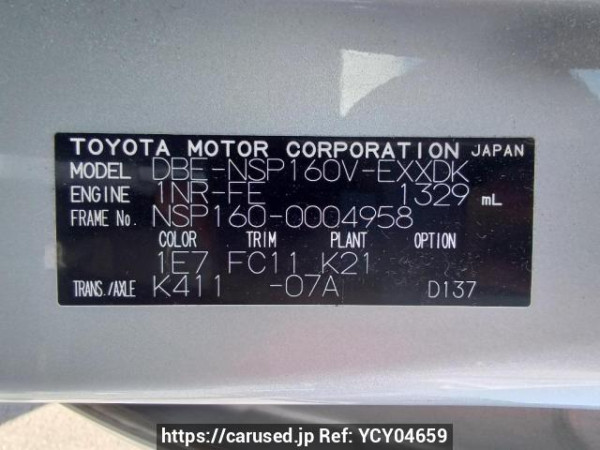 TOYOTA MOTOR CORPORATION JAPAN
MODEL DBE-NSP160V-EXXDK
ENGINE 1NR-FE 1329 mL
FRAME No. NSP160-0004958
COLOR TRIM PLANT OPTION
1E7 FC11 K21
TRANS./AXLE K411 -07A D137
https://carused.jp Ref: YCY04659